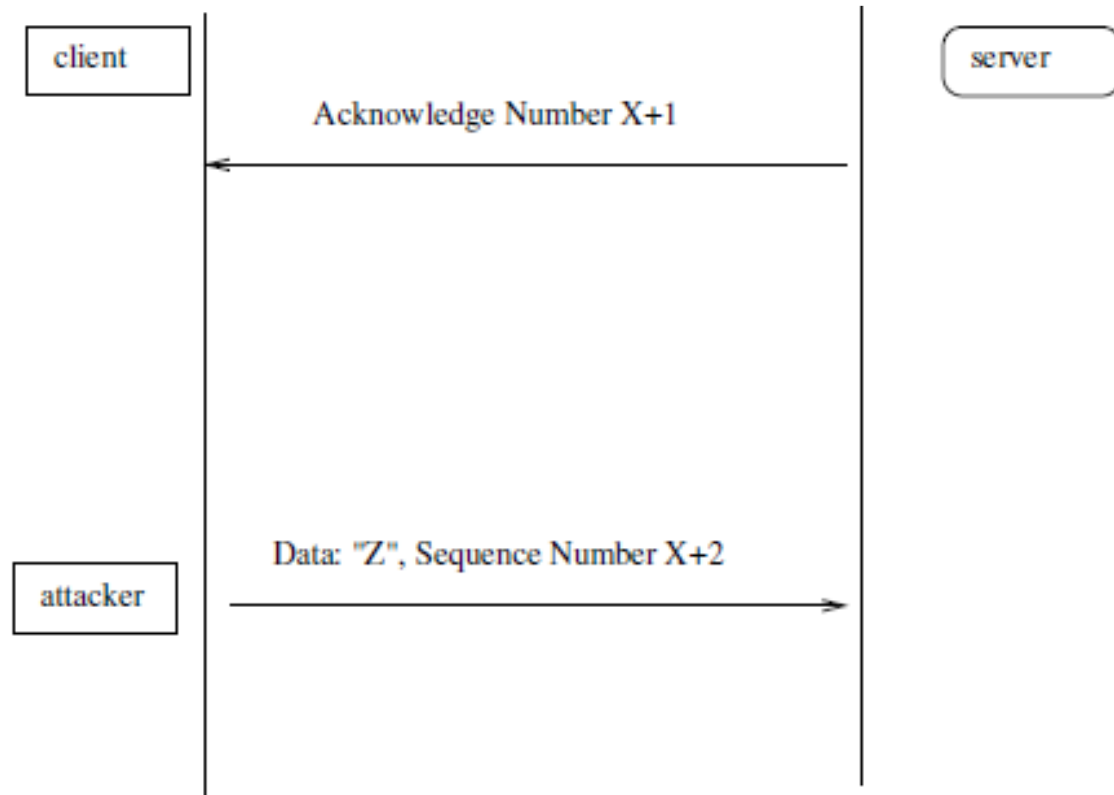 client
server
Acknowledge Number X+1
Data: "Z", Sequence Number X+2
attacker